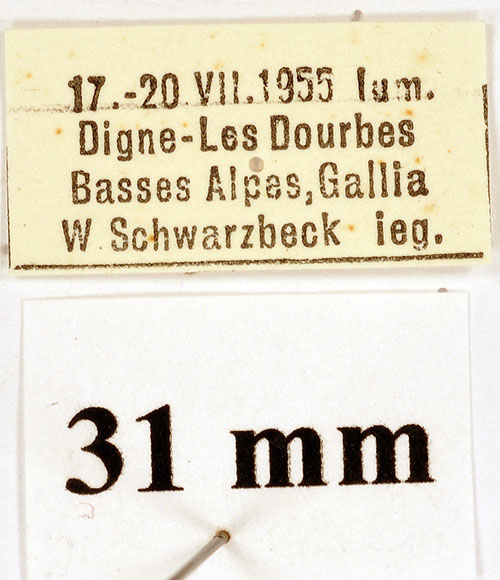 17.-20.VII.1955 lum.
Digne-Les Dourbes
Basses Alpes,Gallia
W Schwarzbeck leg.
31 mm